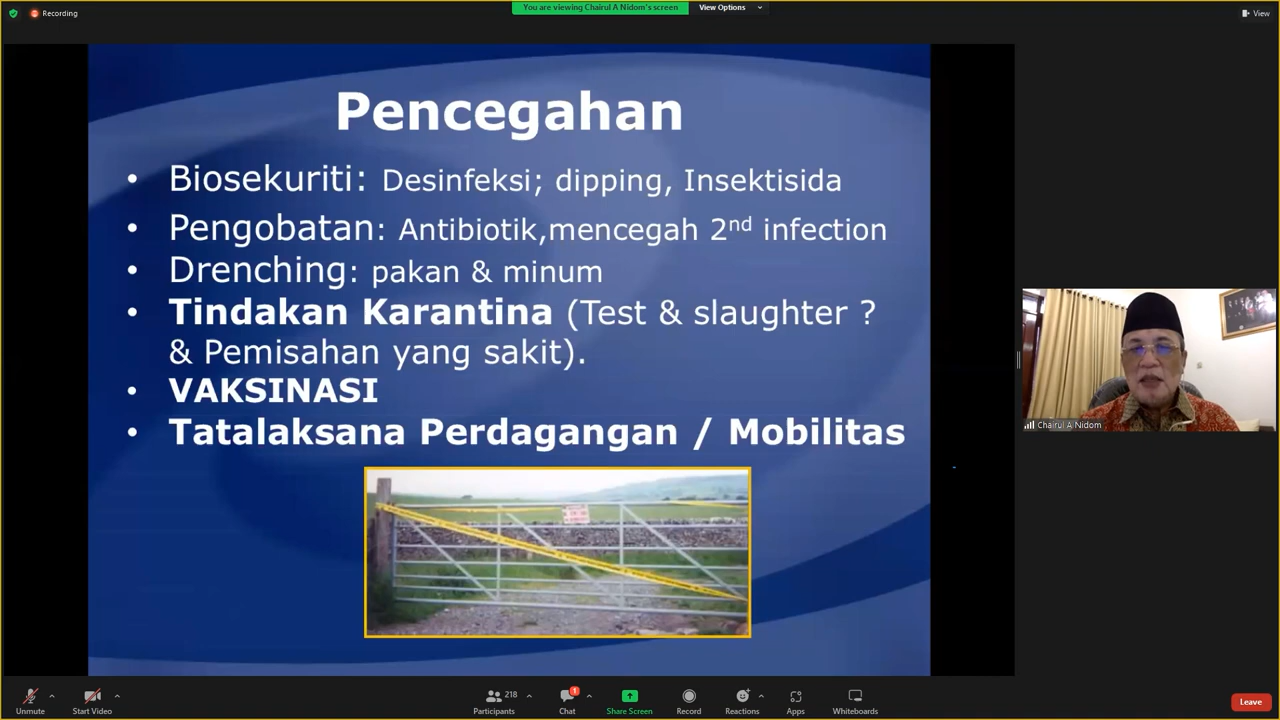 Recording
You are viewing Chairul A Nidom's screen
View Options
View
Pencegahan
• Biosekuriti: Desinfeksi; dipping, Insektisida
• Pengobatan: Antibiotik,mencegah 2nd infection
• Drenching: pakan & minum
• Tindakan Karantina (Test & slaughter ?
& Pemisahan yang sakit).
• VAKSINASI
• Tatalaksana Perdagangan / Mobilitas
Chairul A Nidom
Unmute
Start Video
218
Participants
1
Chat
Share Screen
Record
Reactions
Apps
Whiteboards
Leave